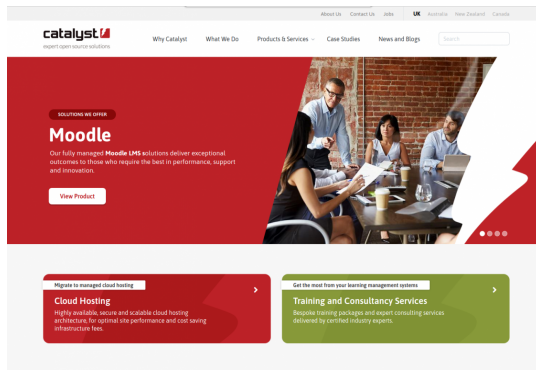 About Us Contact Us Jobs UK Australia New Zealand Canada
catalyst
expert open source solutions
Why Catalyst What We Do Products & Services Case Studies News and Blogs Search
SOLUTIONS WE OFFER
Moodle
Our fully managed Moodle LMS solutions deliver exceptional
outcomes to those who require the best in performance, support
and innovation.
View Product
Migrate to managed cloud hosting
Cloud Hosting
Highly available, secure and scalable cloud hosting
architecture, for optimal site performance and cost saving
infrastructure fees.
Get the most from your learning management systems
Training and Consultancy Services
Bespoke training packages and expert consulting services
delivered by certified industry experts.